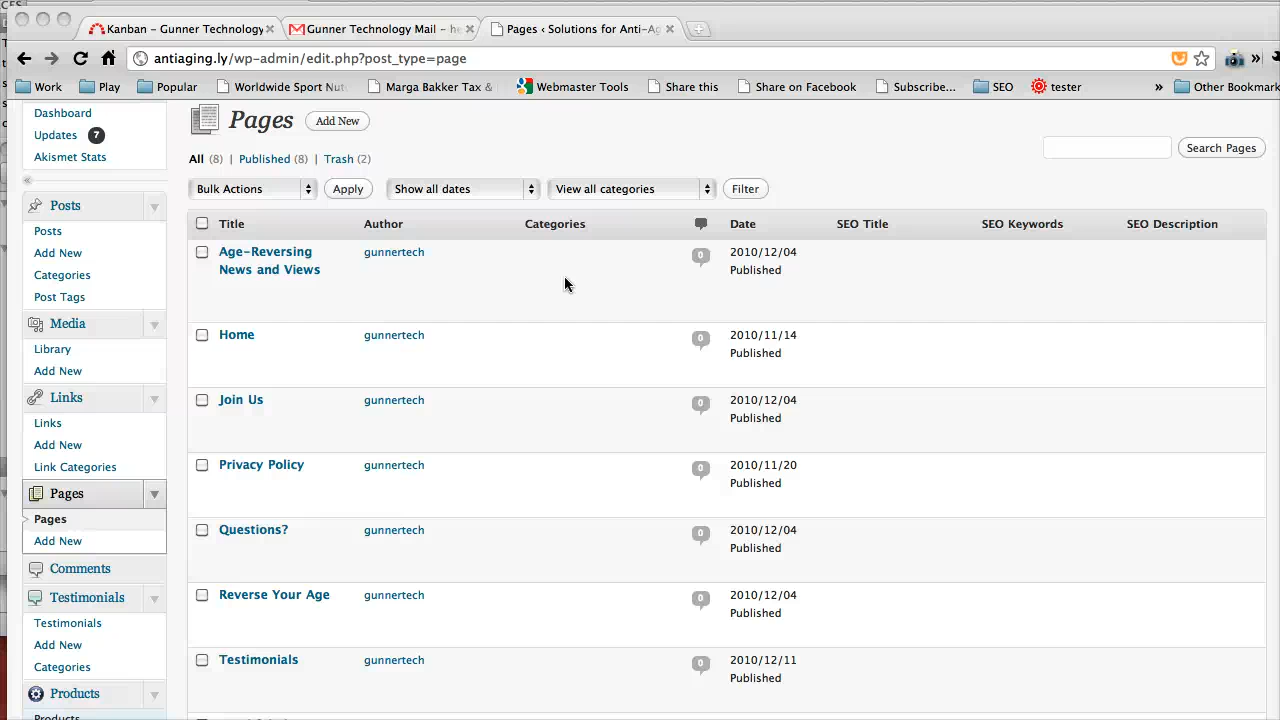 Kanban – Gunner Technology
Gunner Technology Mail – he
Pages ‹ Solutions for Anti-Ag
antiaging.ly/wp-admin/edit.php?post_type=page
Work
Play
Popular
Worldwide Sport Nut
Marga Bakker Tax &
Webmaster Tools
Share this
Share on Facebook
Subscribe...
SEO
tester
»
Other Bookmark
Dashboard
Updates 7
Akismet Stats
Posts
Posts
Add New
Categories
Post Tags
Media
Library
Add New
Links
Links
Add New
Link Categories
Pages
Pages
Add New
Comments
Testimonials
Testimonials
Add New
Categories
Products
Products
Pages Add New
All (8) | Published (8) | Trash (2)
Search Pages
Bulk Actions Apply Show all dates View all categories Filter
Title Author Categories Date SEO Title SEO Keywords SEO Description
Age-Reversing News and Views gunnertech 0 2010/12/04 Published
Home gunnertech 0 2010/11/14 Published
Join Us gunnertech 0 2010/12/04 Published
Privacy Policy gunnertech 0 2010/11/20 Published
Questions? gunnertech 0 2010/12/04 Published
Reverse Your Age gunnertech 0 2010/12/04 Published
Testimonials gunnertech 0 2010/12/11 Published